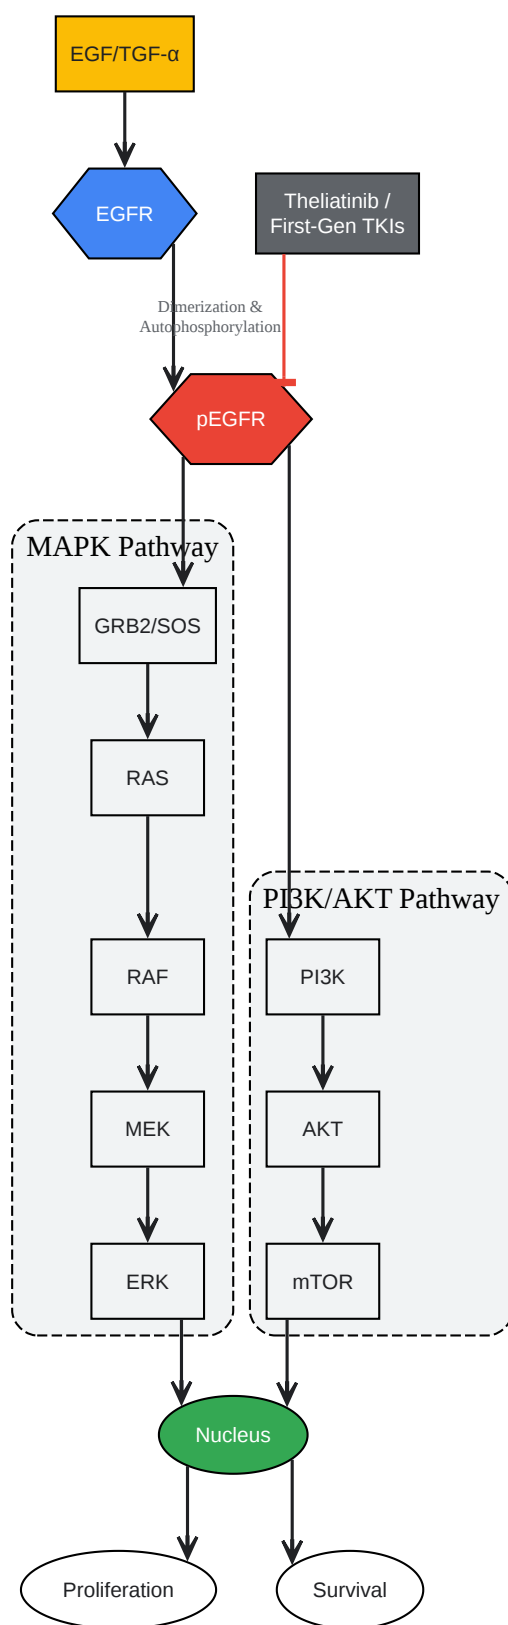 EGF/TGF-α
EGFR
Theliatinib /
First-Gen TKIs
Dimerization &
Autophosphorylation
pEGFR
MAPK Pathway
GRB2/SOS
RAS
PI3K/AKT Pathway
RAF
PI3K
MEK
AKT
ERK
mTOR
Nucleus
Proliferation
Survival